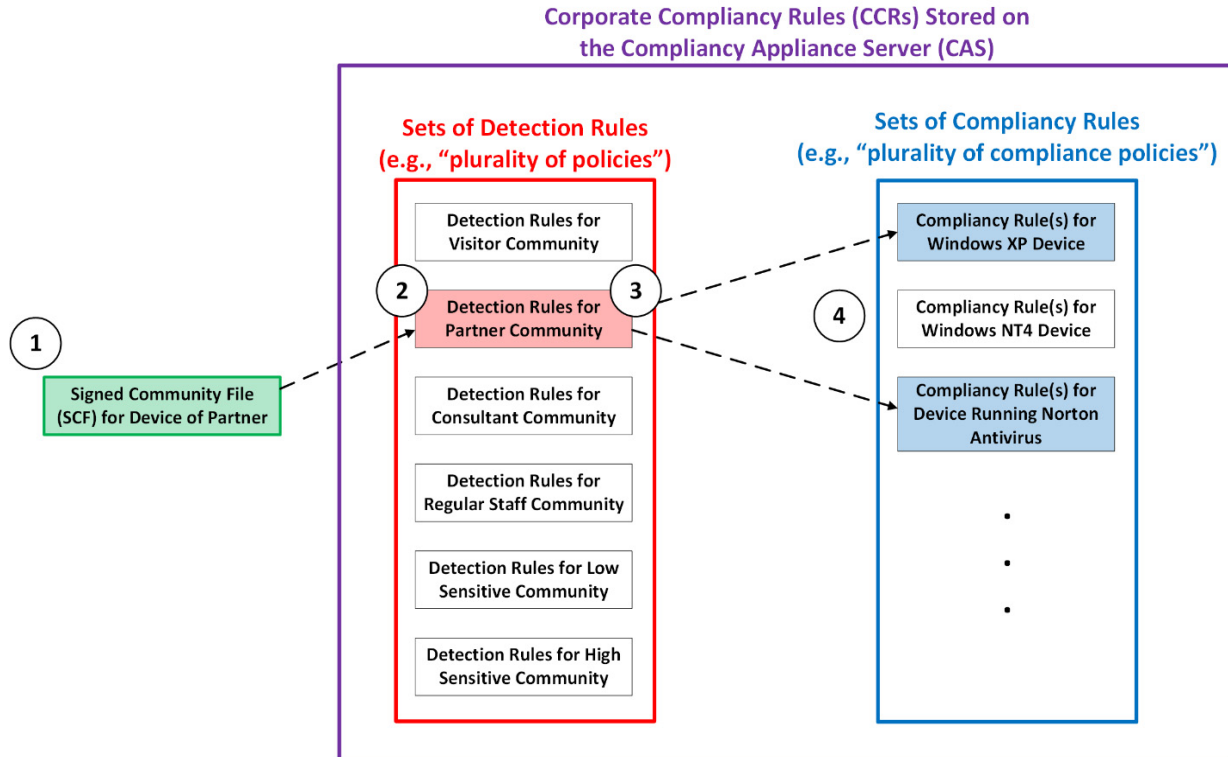 Corporate Compliancy Rules (CCRs) Stored on
the Compliancy Appliance Server (CAS)
Sets of Detection Rules
(e.g., “plurality of policies”)
Sets of Compliancy Rules
(e.g., “plurality of compliance policies”)
1
Signed Community File
(SCF) for Device of Partner
Detection Rules for
Visitor Community
2
3
Detection Rules for
Partner Community
Detection Rules for
Consultant Community
Detection Rules for
Regular Staff Community
Detection Rules for Low
Sensitive Community
Detection Rules for High
Sensitive Community
4
Compliancy Rule(s) for
Windows XP Device
Compliancy Rule(s) for
Windows NT4 Device
Compliancy Rule(s) for
Device Running Norton
Antivirus